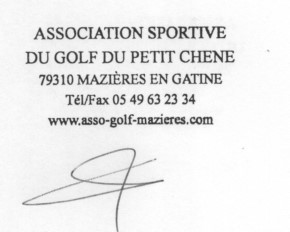 ASSOCIATION SPORTIVE
DU GOLF DU PETIT CHENE
79310 MAZIÈRES EN GATINE
Tél/Fax 05 49 63 23 34
www.asso-golf-mazieres.com